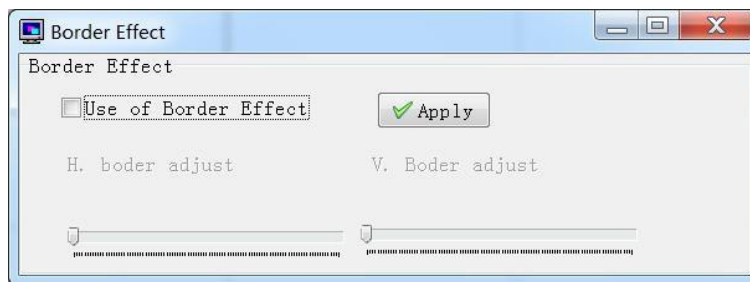 Border Effect
Border Effect
Use of Border Effect
Apply
H. boder adjust
V. Boder adjust